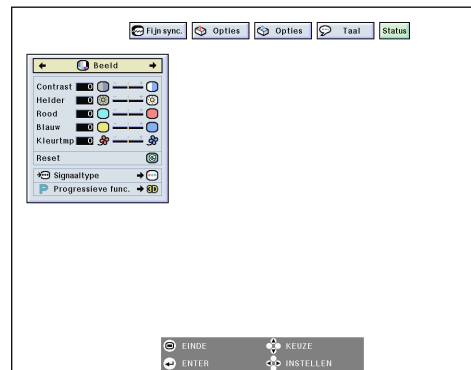 Fijn sync. Opties Opties Taal Status
Beeld
Contrast 0
Helder 0
Rood 0
Blauw 0
Kleurtmp 0
Reset
Signaaltype
P Progressieve func. 3D
EINDE KEUZE
ENTER INSTELLEN